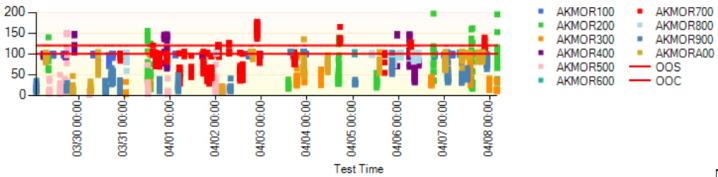 200
150
100
50
0
03/30 00:00
03/31 00:00
04/01 00:00
04/02 00:00
04/03 00:00
04/04 00:00
04/05 00:00
04/06 00:00
04/07 00:00
04/08 00:00
Test Time
AKMOR100 AKMOR700
AKMOR200 AKMOR800
AKMOR300 AKMOR900
AKMOR400 AKMORA00
AKMOR500 OOS
AKMOR600 OOC